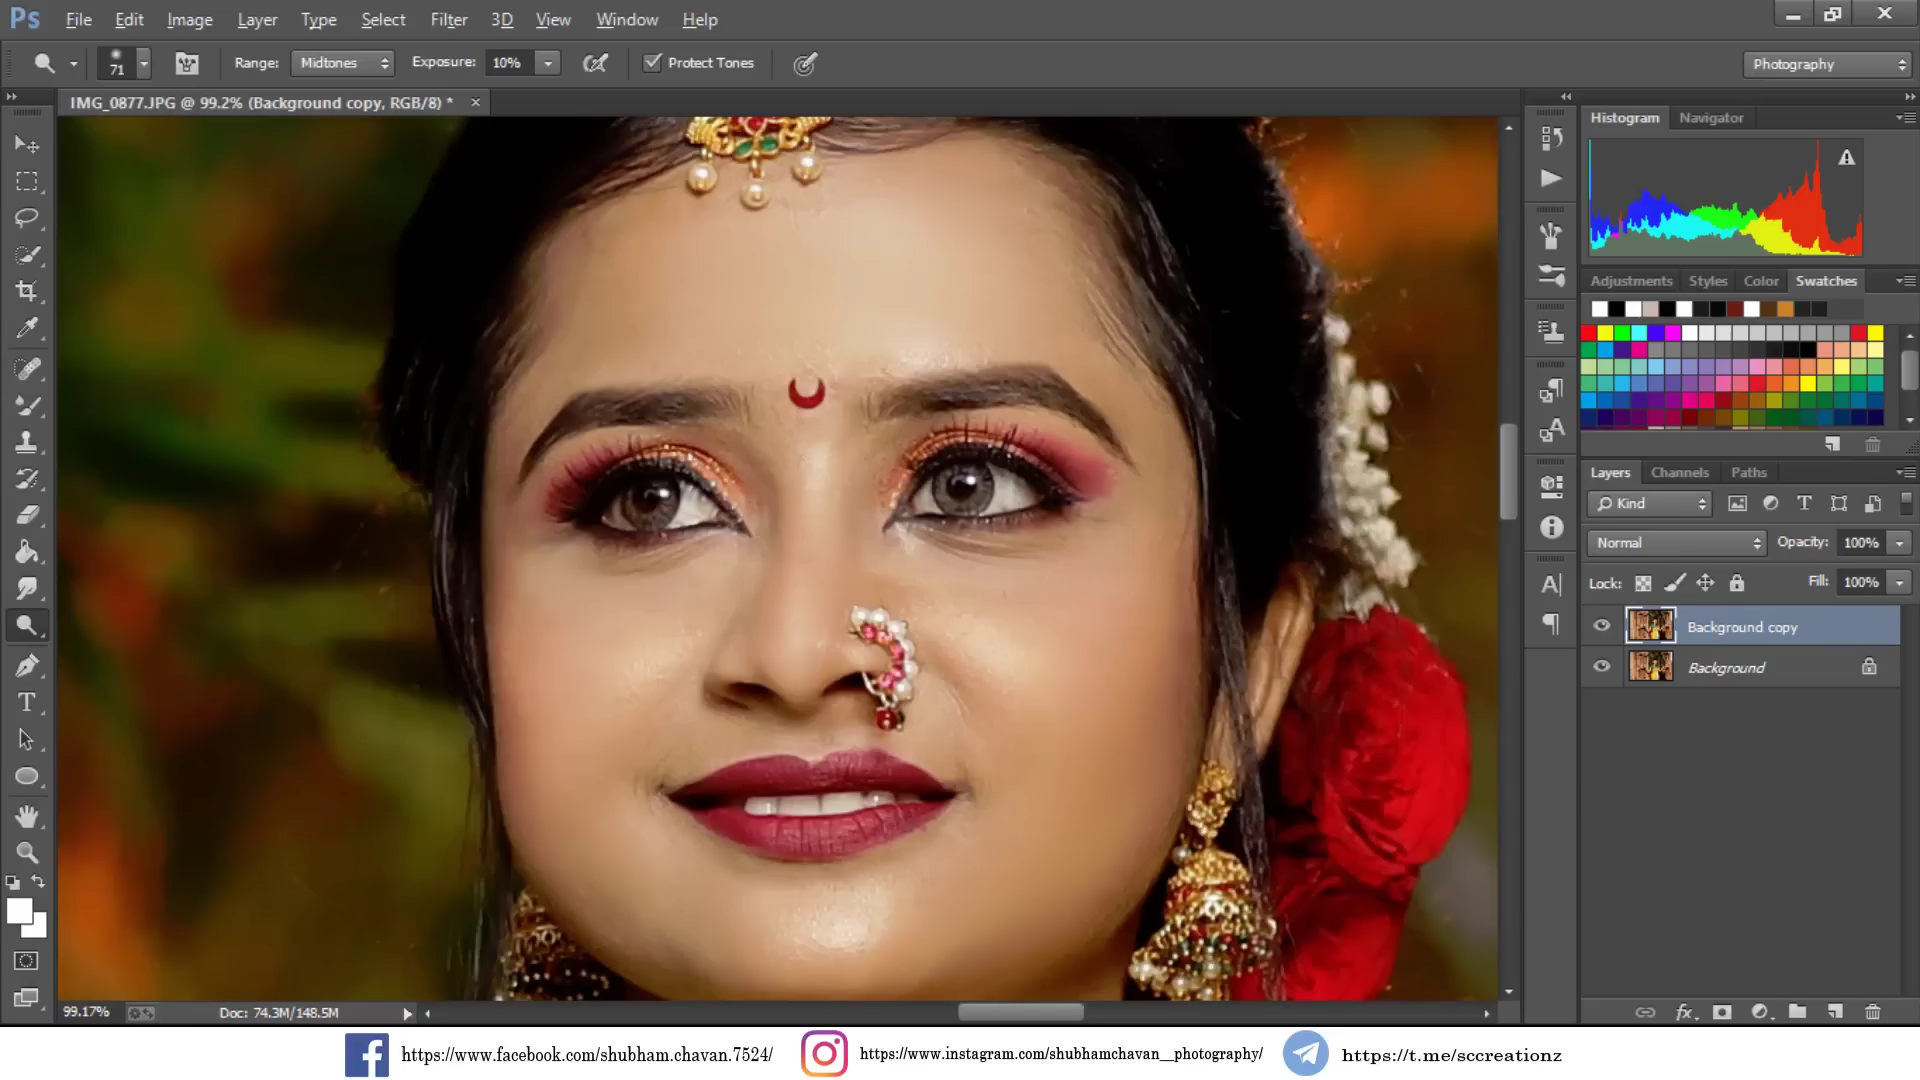 Ps File Edit Image Layer Type Select Filter 3D View Window Help
71 Range: Midtones Exposure: 10% Protect Tones Photography
IMG_0877.JPG @ 99.2% (Background copy, RGB/8) *
Histogram Navigator
Adjustments Styles Color Swatches
Layers Channels Paths
Kind
Normal Opacity: 100%
Lock: Fill: 100%
Background copy
Background
99.17% Doc: 74.3M/148.5M
https://www.facebook.com/shubham.chavan.7524/ https://www.instagram.com/shubhamchavan__photography/ https://t.me/sccreationz